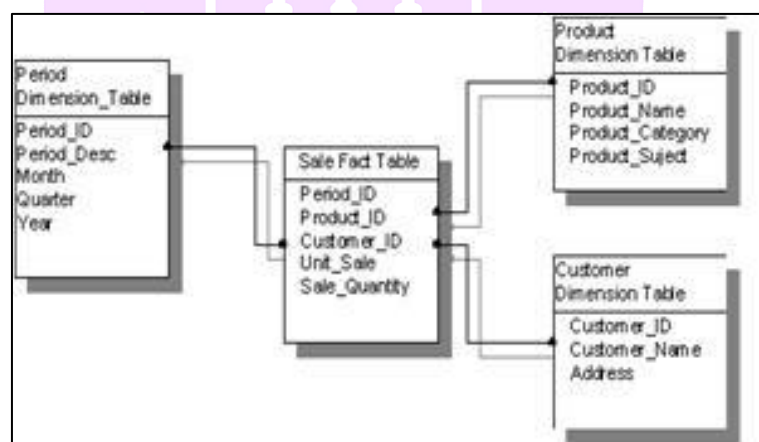 Period
Dimension_Table
Period_ID
Period_Desc
Month
Quarter
Year
Sale Fact Table
Period_ID
Product_ID
Customer_ID
Unit_Sale
Sale_Quantity
Product
Dimension Table
Product_ID
Product_Name
Product_Category
Product_Suject
Customer
Dimension Table
Customer_ID
Customer_Name
Address